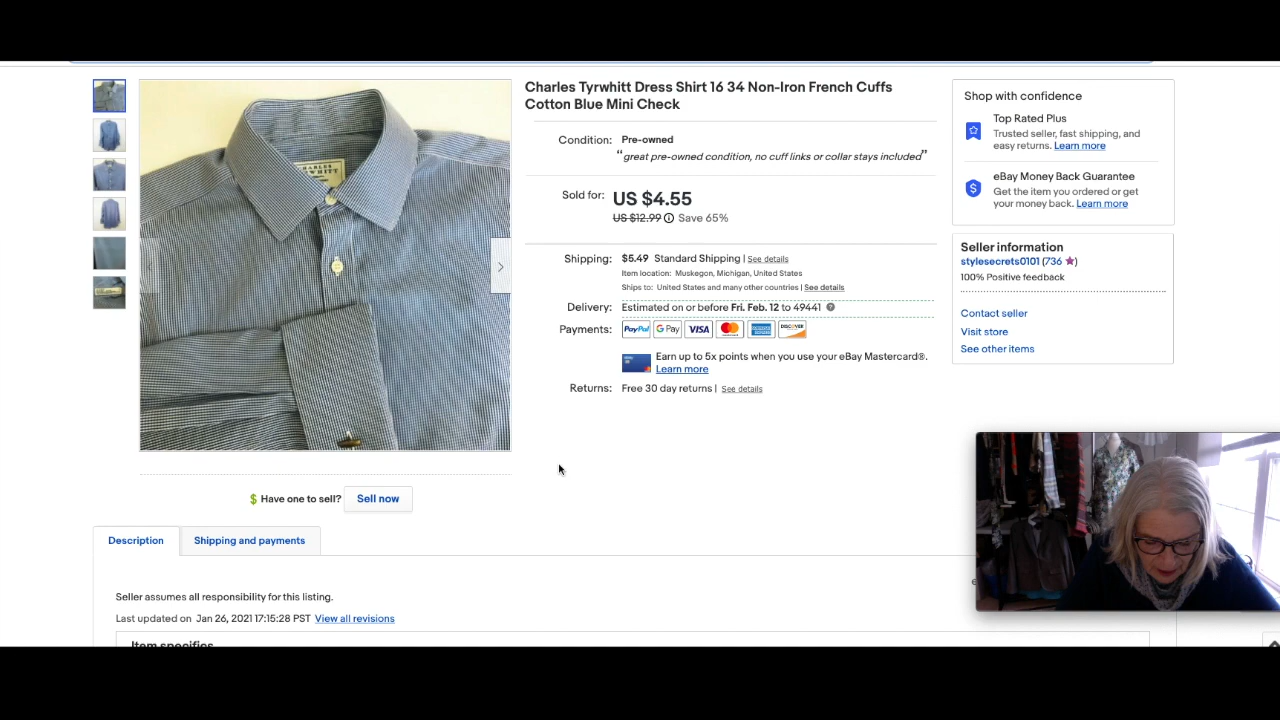 Charles Tyrwhitt Dress Shirt 16 34 Non-Iron French Cuffs
Cotton Blue Mini Check
Condition: Pre-owned
“great pre-owned condition, no cuff links or collar stays included”
Sold for: US $4.55
US $12.99 Save 65%
Shipping: $5.49 Standard Shipping | See details
Item location: Muskegon, Michigan, United States
Ships to: United States and many other countries | See details
Delivery: Estimated on or before Fri. Feb. 12 to 49441
Payments: PayPal G Pay VISA
Earn up to 5x points when you use your eBay Mastercard®.
Learn more
Returns: Free 30 day returns | See details
Shop with confidence
Top Rated Plus
Trusted seller, fast shipping, and
easy returns. Learn more
eBay Money Back Guarantee
Get the item you ordered or get
your money back. Learn more
Seller information
stylesecrets0101 (736)
100% Positive feedback
Contact seller
Visit store
See other items
Have one to sell? Sell now
Description
Shipping and payments
Seller assumes all responsibility for this listing.
Last updated on Jan 26, 2021 17:15:28 PST View all revisions
Item specifics